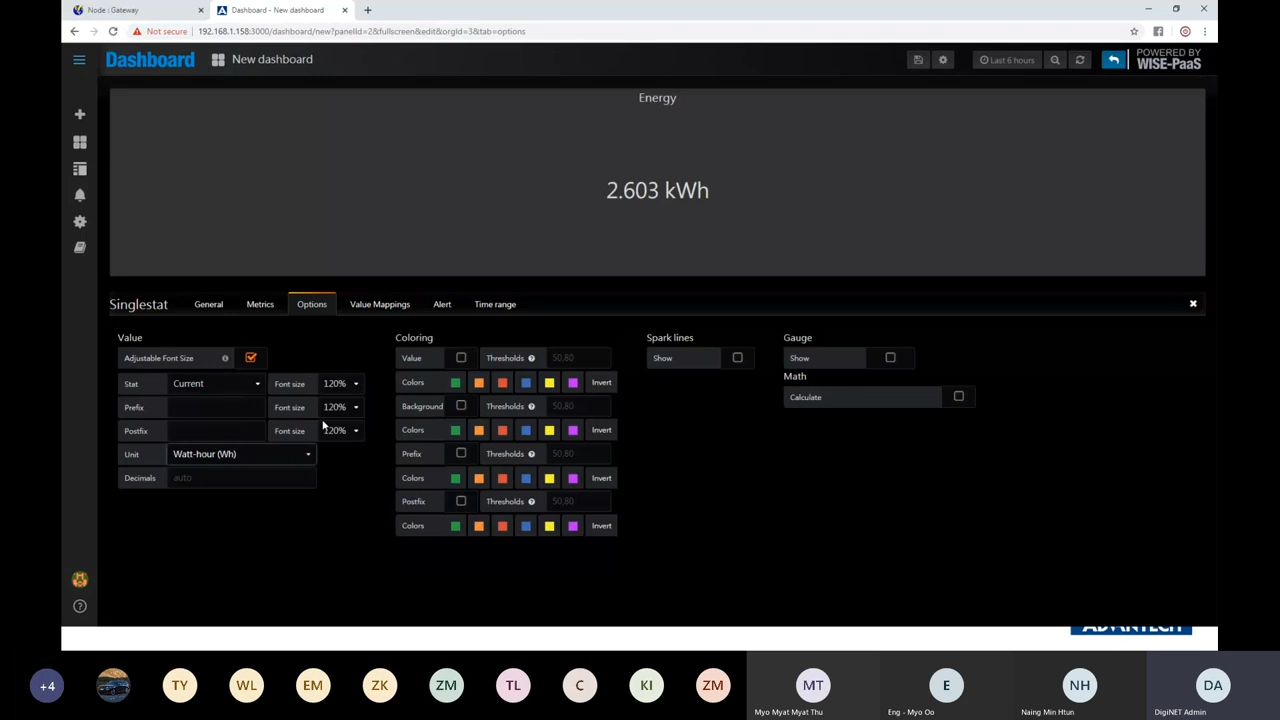 Node : Gateway
Dashboard - New dashboard
Not secure 192.168.1.158:3000/dashboard/new?panelId=2&fullscreen&edit&orgId=3&tab=options
Dashboard
New dashboard
Last 6 hours
POWERED BY
WISE-PaaS
Energy
2.603 kWh
Singlestat General Metrics Options Value Mappings Alert Time range
Value
Adjustable Font Size
Stat Current Font size 120%
Prefix Font size 120%
Postfix Font size 120%
Unit Watt-hour (Wh)
Decimals auto
Coloring
Value Thresholds 50,80
Colors Invert
Background Thresholds 50,80
Colors Invert
Prefix Thresholds 50,80
Colors Invert
Postfix Thresholds 50,80
Colors Invert
Spark lines
Show
Gauge
Show
Math
Calculate
ADVANTECH
+4 TY WL EM ZK ZM TL C KI ZM MT E NH DA
Myo Myat Myat Thu
Eng - Myo Oo
Naing Min Htun
DigiNET Admin